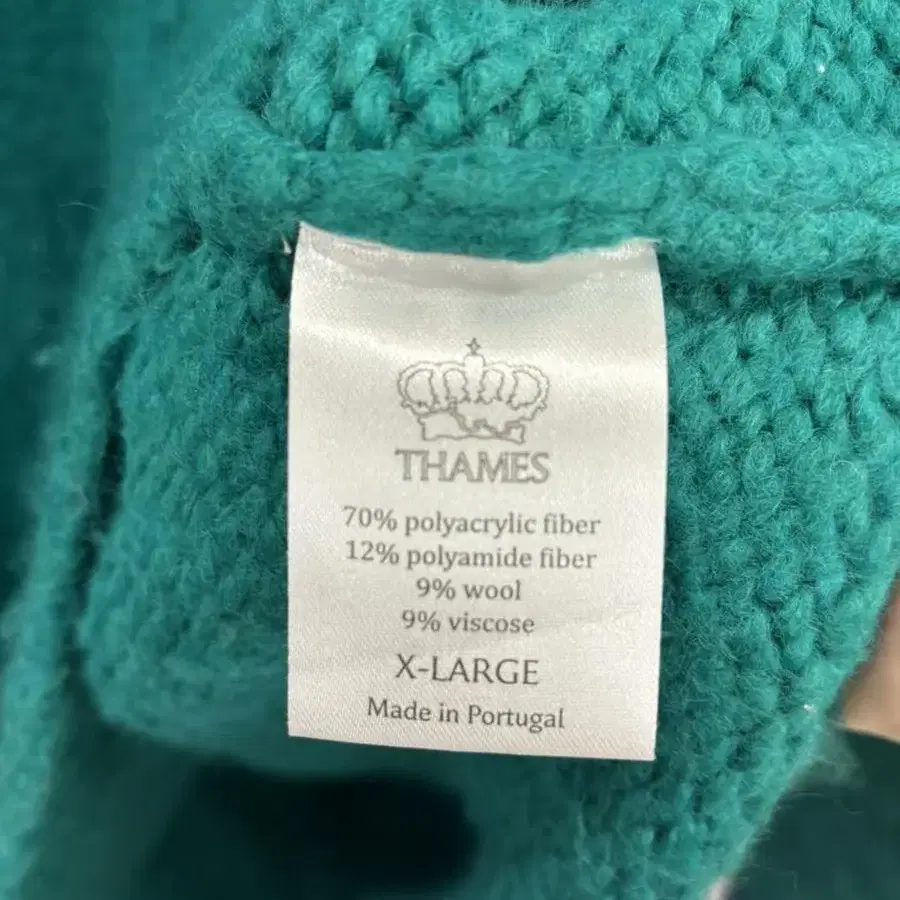 THAMES
70% polyacrylic fiber
12% polyamide fiber
9% wool
9% viscose
X-LARGE
Made in Portugal